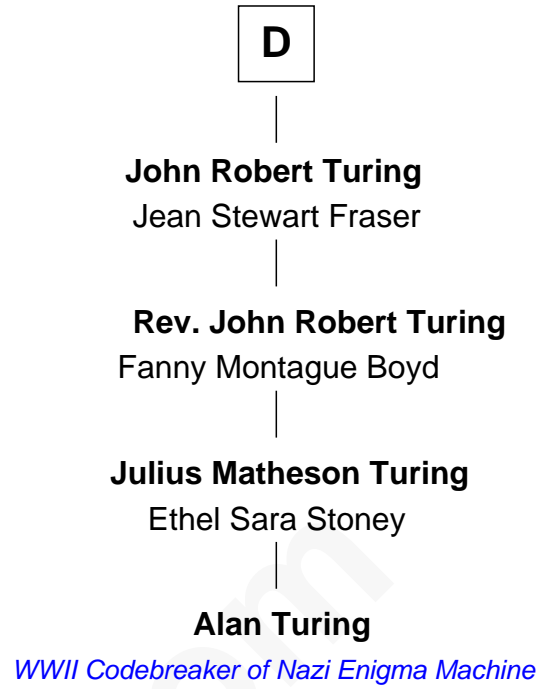 D
John Robert Turing
Jean Stewart Fraser
Rev. John Robert Turing
Fanny Montague Boyd
Julius Matheson Turing
Ethel Sara Stoney
Alan Turing
WWII Codebreaker of Nazi Enigma Machine